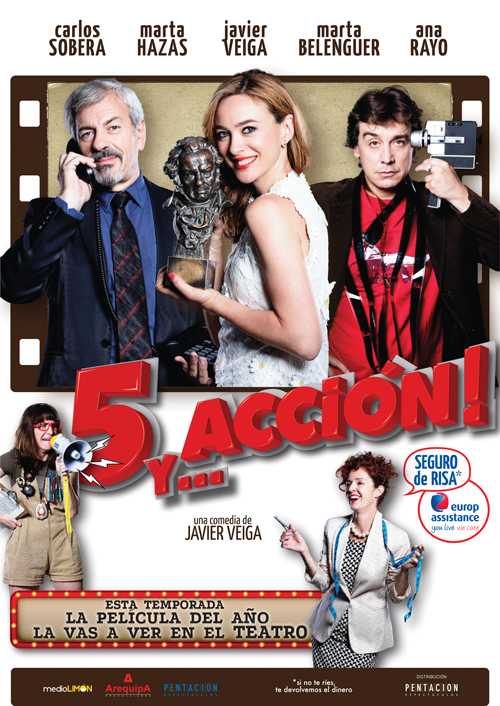 carlos
SOBERA
marta
HAZAS
javier
VEIGA
marta
BELENGUER
ana
RAYO
5 y... ACCIÓN!
una comedia de
JAVIER VEIGA
SEGURO
de RISA*
europ
assistance
you live we care
ESTA TEMPORADA
LA PELÍCULA DEL AÑO
LA VAS A VER EN EL TEATRO
medioLIMÓN
ArequipA
PENTACION
ESPECTACULOS
*si no te ríes,
te devolvemos el dinero
DISTRIBUCIÓN
PENTACION
ESPECTACULOS